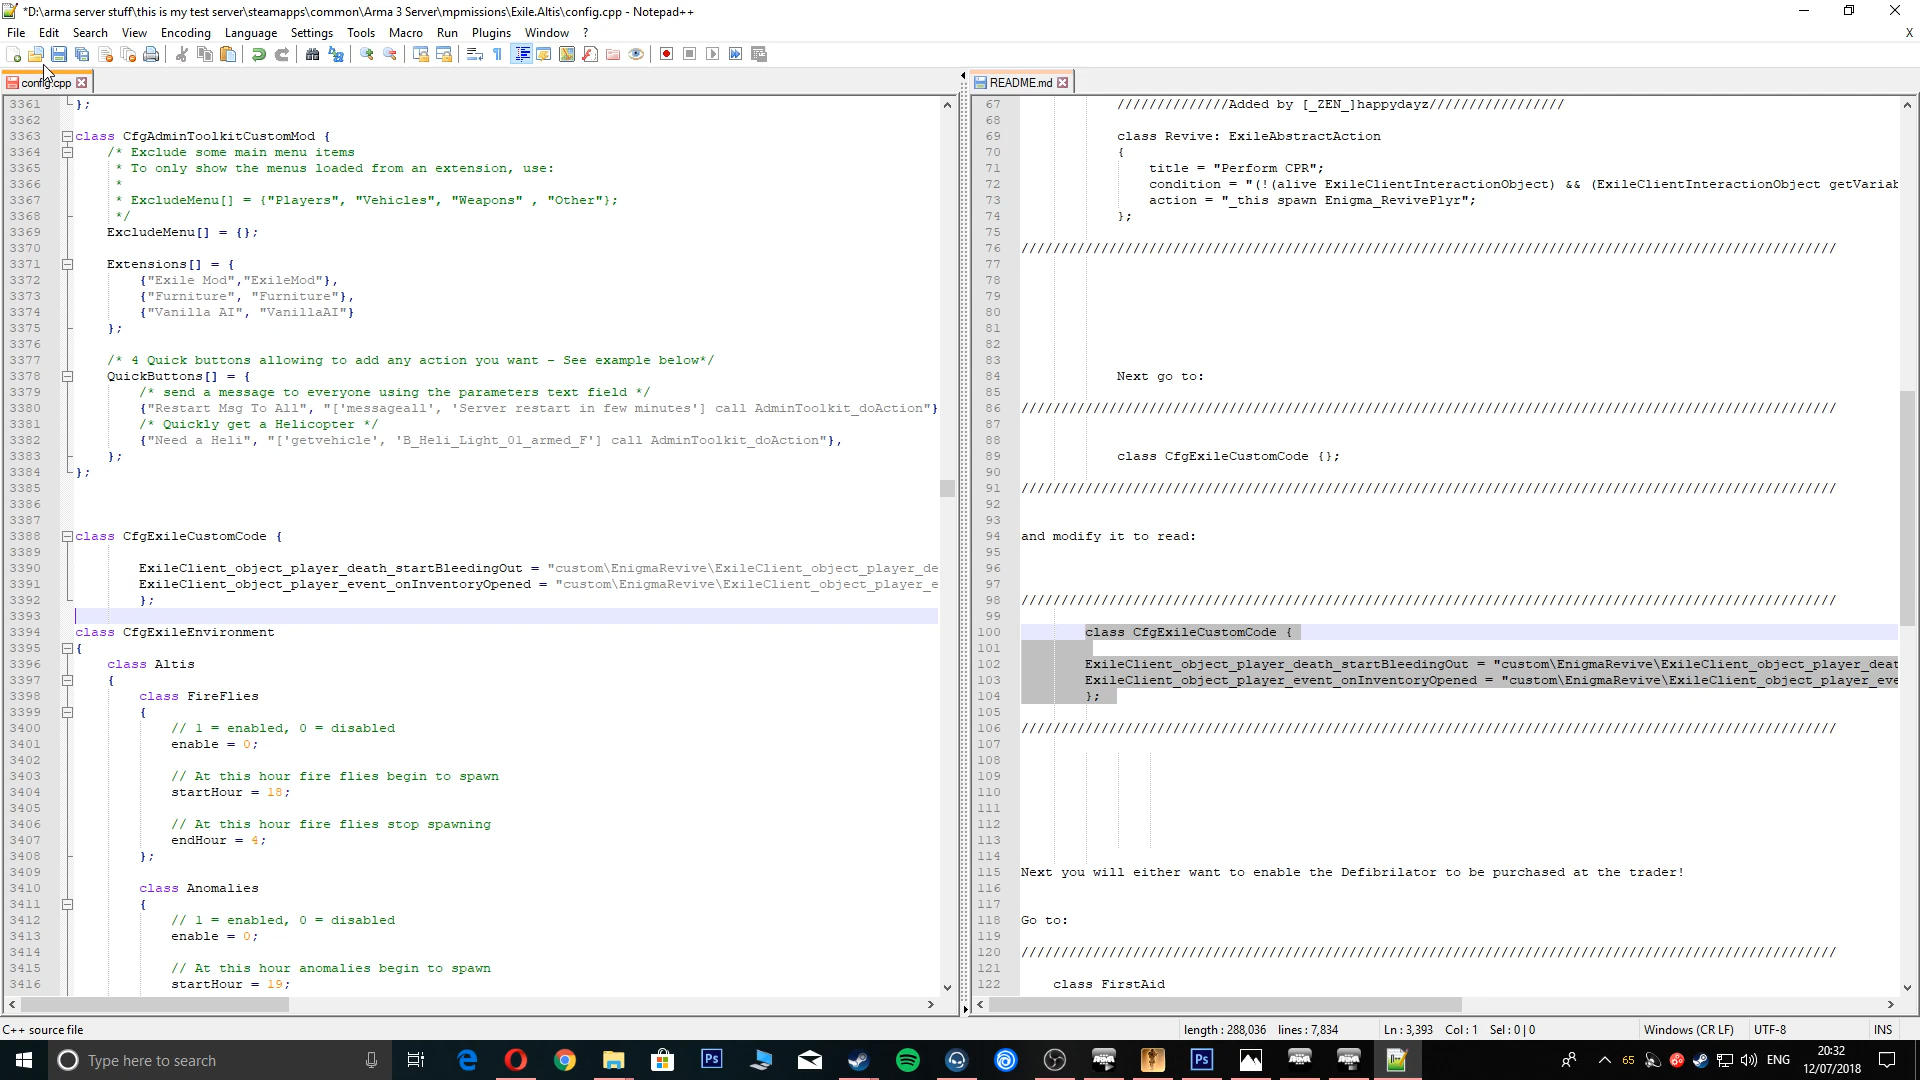 *D:\arma server stuff\this is my test server\steamapps\common\Arma 3 Server\mpmissions\Exile.Altis\config.cpp - Notepad++
File Edit Search View Encoding Language Settings Tools Macro Run Plugins Window ? X
config.cpp
3361 };
3362
3363 class CfgAdminToolkitCustomMod {
3364 /* Exclude some main menu items
3365 * To only show the menus loaded from an extension, use:
3366 *
3367 * ExcludeMenu[] = {"Players", "Vehicles", "Weapons" , "Other"};
3368 */
3369 ExcludeMenu[] = {};
3370
3371 Extensions[] = {
3372 {"Exile Mod","ExileMod"},
3373 {"Furniture", "Furniture"},
3374 {"Vanilla AI", "VanillaAI"}
3375 };
3376
3377 /* 4 Quick buttons allowing to add any action you want - See example below*/
3378 QuickButtons[] = {
3379 /* send a message to everyone using the parameters text field */
3380 {"Restart Msg To All", "['messageall', 'Server restart in few minutes'] call AdminToolkit_doAction"}
3381 /* Quickly get a Helicopter */
3382 {"Need a Heli", "['getvehicle', 'B_Heli_Light_01_armed_F'] call AdminToolkit_doAction"},
3383 };
3384 };
3385
3386
3387
3388 class CfgExileCustomCode {
3389
3390 ExileClient_object_player_death_startBleedingOut = "custom\EnigmaRevive\ExileClient_object_player_de
3391 ExileClient_object_player_event_onInventoryOpened = "custom\EnigmaRevive\ExileClient_object_player_e
3392 };
3393
3394 class CfgExileEnvironment
3395 {
3396 class Altis
3397 {
3398 class FireFlies
3399 {
3400 // 1 = enabled, 0 = disabled
3401 enable = 0;
3402
3403 // At this hour fire flies begin to spawn
3404 startHour = 18;
3405
3406 // At this hour fire flies stop spawning
3407 endHour = 4;
3408 };
3409
3410 class Anomalies
3411 {
3412 // 1 = enabled, 0 = disabled
3413 enable = 0;
3414
3415 // At this hour anomalies begin to spawn
3416 startHour = 19;
README.md
67 //////////////Added by [_ZEN_]happydayz/////////////////
68
69 class Revive: ExileAbstractAction
70 {
71 title = "Perform CPR";
72 condition = "(!(alive ExileClientInteractionObject) && (ExileClientInteractionObject getVariab
73 action = "_this spawn Enigma_RevivePlyr";
74 };
75
76 //////////////////////////////////////////////////////////////////////////////////////////////////////
77
78
79
80
81
82
83
84 Next go to:
85
86 //////////////////////////////////////////////////////////////////////////////////////////////////////
87
88
89 class CfgExileCustomCode {};
90
91 //////////////////////////////////////////////////////////////////////////////////////////////////////
92
93
94 and modify it to read:
95
96
97
98 //////////////////////////////////////////////////////////////////////////////////////////////////////
99
100 class CfgExileCustomCode {
101
102 ExileClient_object_player_death_startBleedingOut = "custom\EnigmaRevive\ExileClient_object_player_deat
103 ExileClient_object_player_event_onInventoryOpened = "custom\EnigmaRevive\ExileClient_object_player_eve
104 };
105
106 //////////////////////////////////////////////////////////////////////////////////////////////////////
107
108
109
110
111
112
113
114
115 Next you will either want to enable the Defibrilator to be purchased at the trader!
116
117
118 Go to:
119
120 //////////////////////////////////////////////////////////////////////////////////////////////////////
121
122 class FirstAid
C++ source file length : 288,036 lines : 7,834 Ln : 3,393 Col : 1 Sel : 0 | 0 Windows (CR LF) UTF-8 INS
Type here to search 65 ENG 20:32
12/07/2018